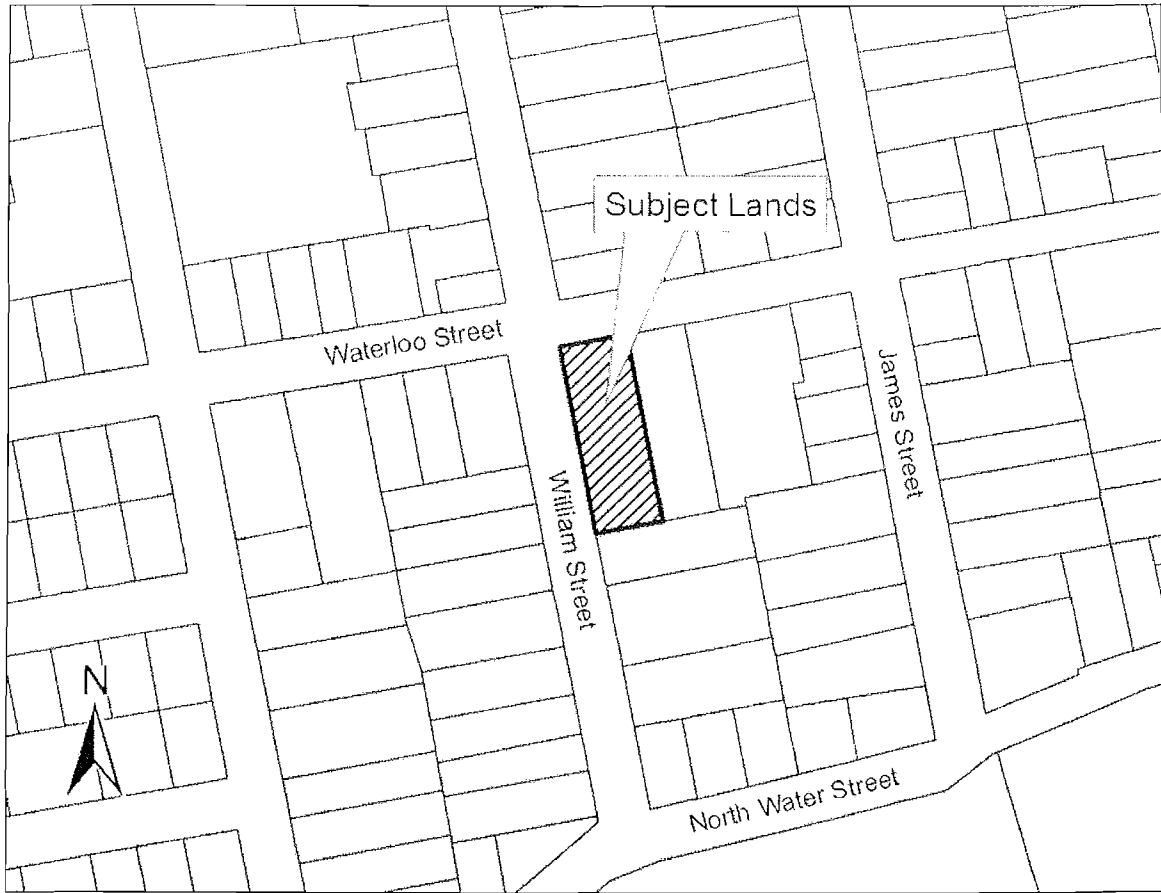 Subject Lands
Waterloo Street
James Street
William Street
N
North Water Street